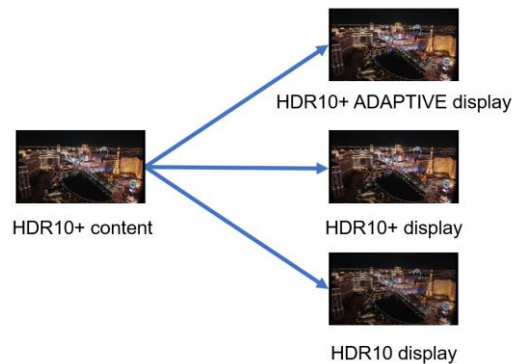 HDR10+ ADAPTIVE display
HDR10+ content
HDR10+ display
HDR10 display